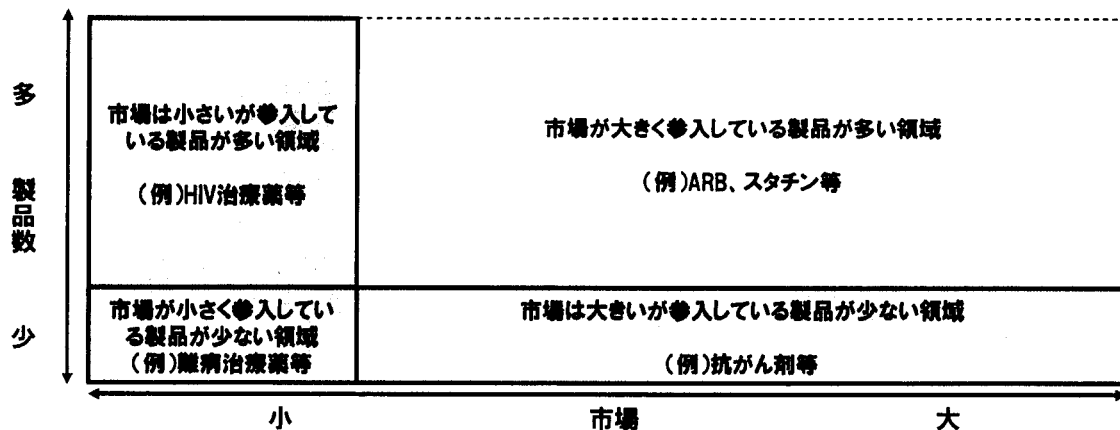 多
製品数
少
市場は小さいが参入して
いる製品が多い領域
（例）HIV治療薬等
市場が大きく参入している製品が多い領域
（例）ARB、スタチン等
市場が小さく参入してい
る製品が少ない領域
（例）難病治療薬等
市場は大きいが参入している製品が少ない領域
（例）抗がん剤等
小
市場
大